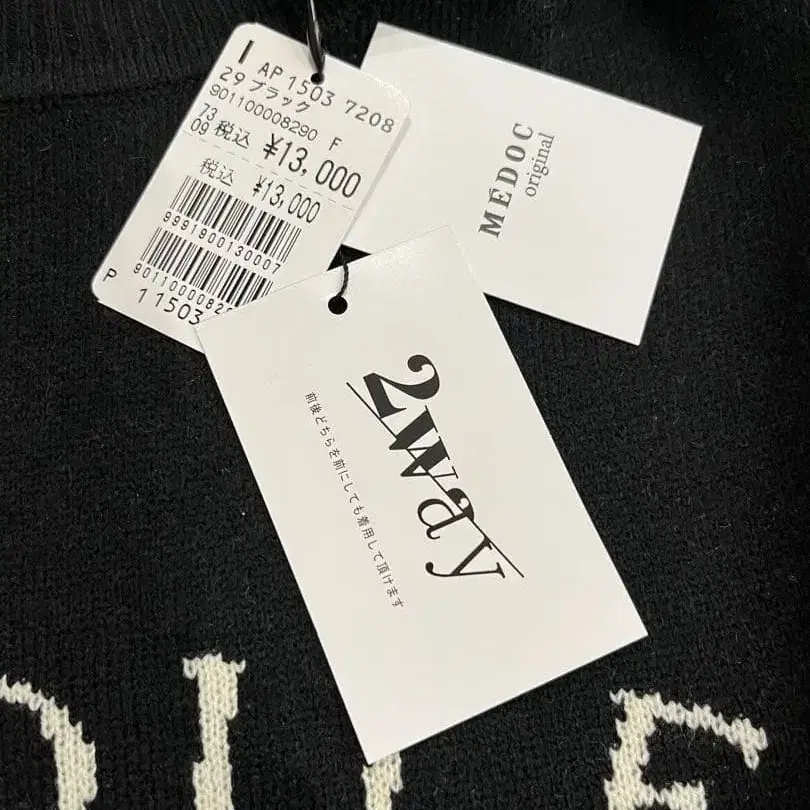 I
AP 1503 7208
29 ブラック
901100008290 F
73
09 税込 ¥13,000
税込 ¥13,000
9991900130007
P
11503
MÉDOC
original
2way
前後どちらを前にしても着用して頂けます